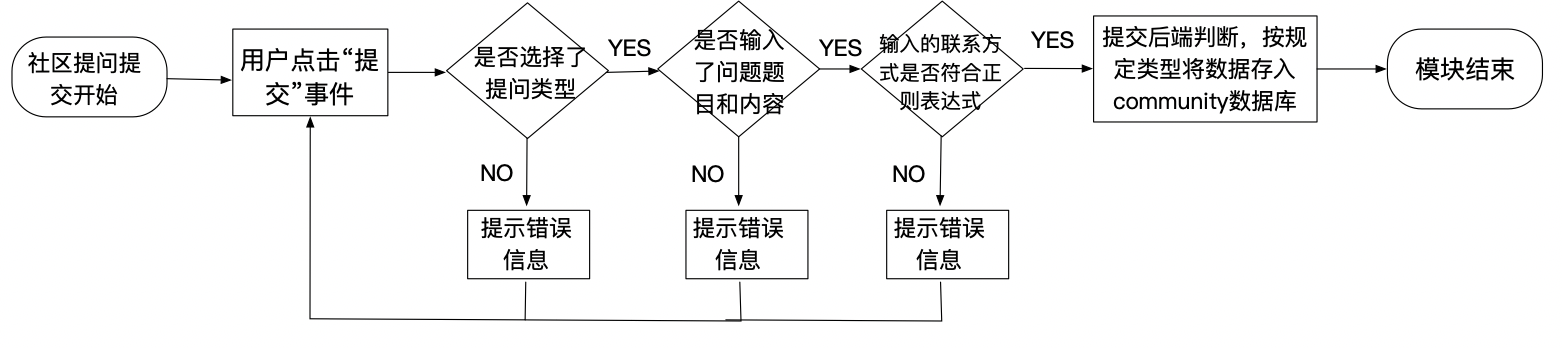 社区提问提
交开始
用户点击“提
交”事件
是否选择了
提问类型
YES
NO
提示错误
信息
是否输入
了问题题
目和内容
YES
NO
提示错误
信息
输入的联系方
式是否符合正
则表达式
YES
NO
提示错误
信息
提交后端判断，按规
定类型将数据存入
community数据库
模块结束